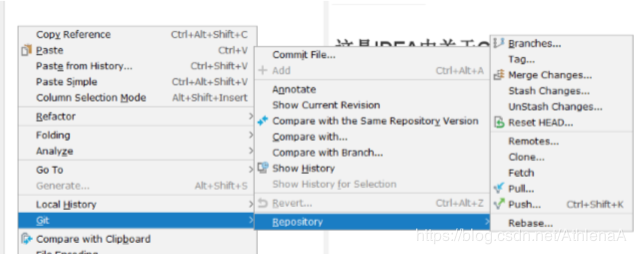 这是IDEA中关于
Copy Reference Ctrl+Alt+Shift+C
Paste Ctrl+V
Paste from History... Ctrl+Shift+V
Paste Simple Ctrl+Alt+Shift+V
Column Selection Mode Alt+Shift+Insert
Refactor
Folding
Analyze
Go To
Generate... Alt+Shift+S
Local History
Git
Compare with Clipboard
File Encoding
Commit File...
Add Ctrl+Alt+A
Annotate
Show Current Revision
Compare with the Same Repository Version
Compare with...
Compare with Branch...
Show History
Show History for Selection
Revert... Ctrl+Alt+Z
Repository
Branches...
Tag...
Merge Changes...
Stash Changes...
UnStash Changes...
Reset HEAD...
Remotes...
Clone...
Fetch
Pull...
Push... Ctrl+Shift+K
Rebase...
https://blog.csdn.net/AthlenaA